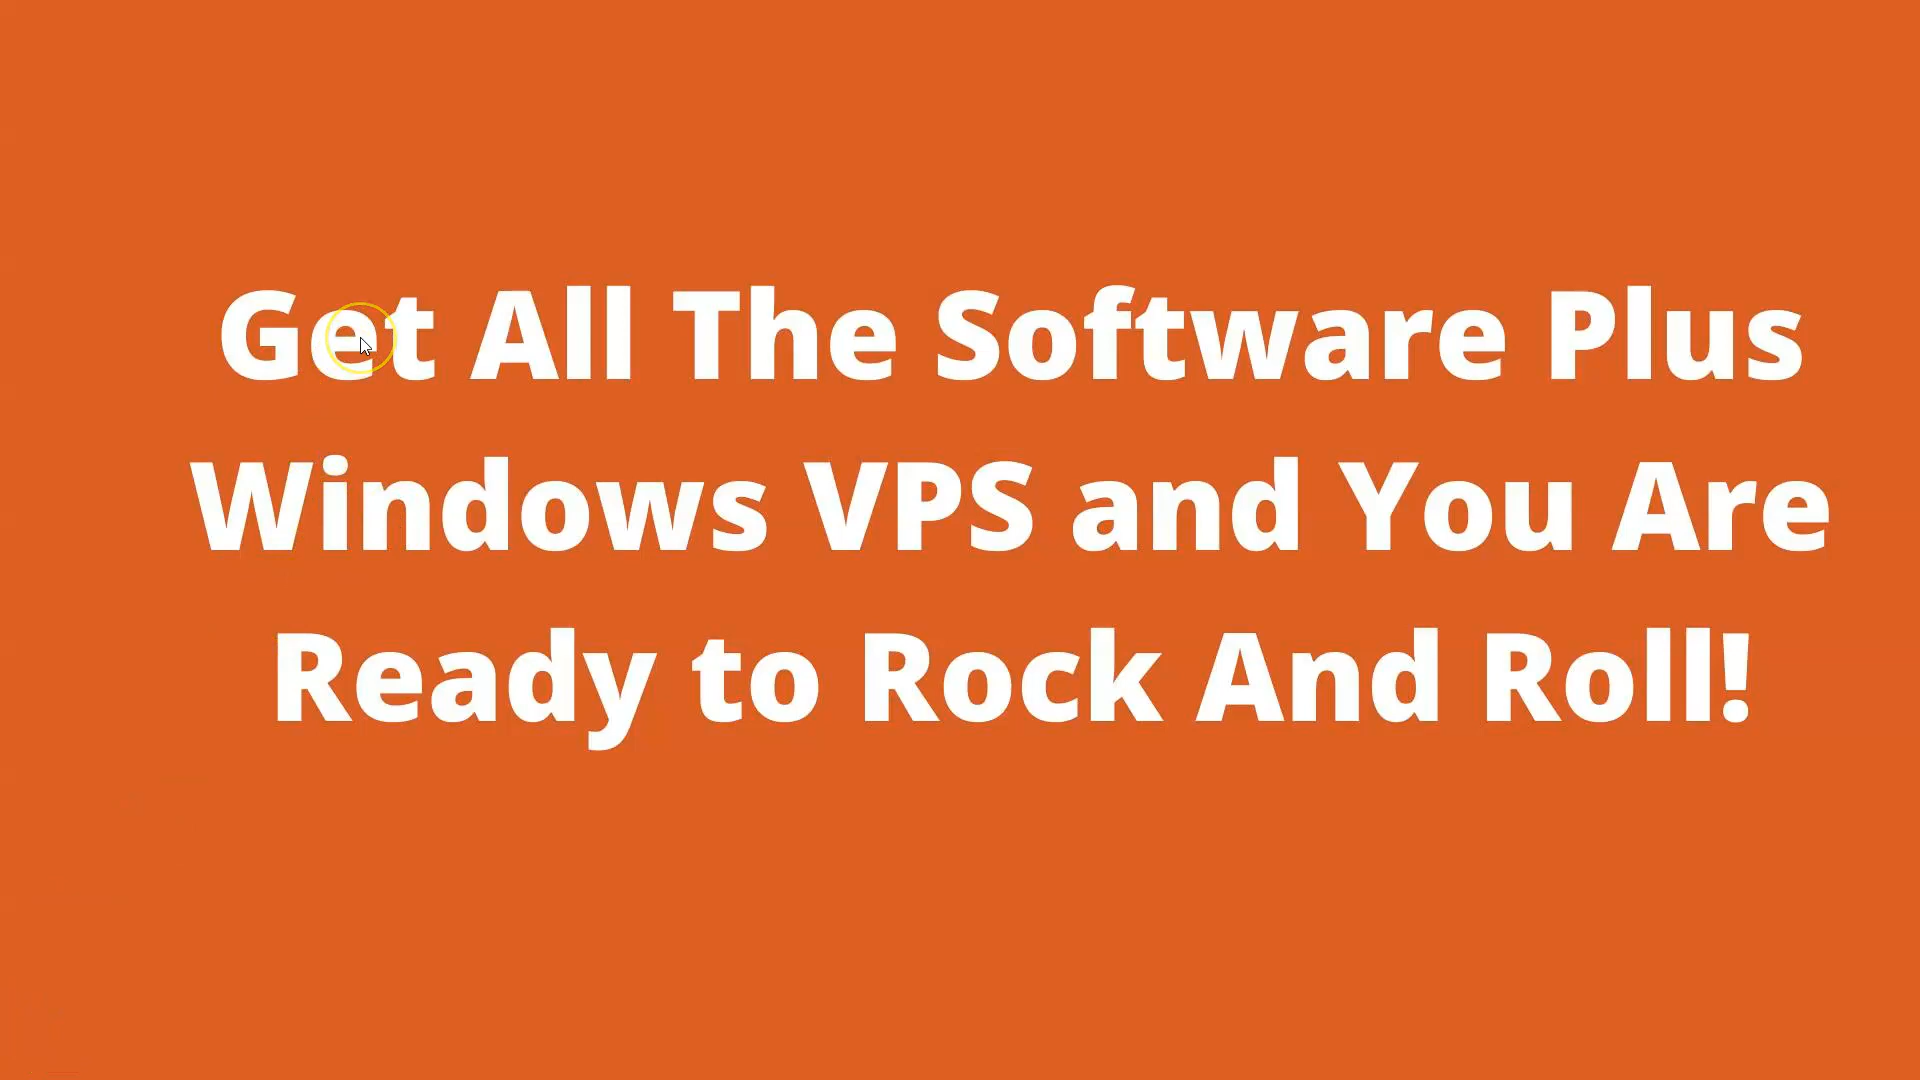 Get All The Software Plus
Windows VPS and You Are
Ready to Rock And Roll!